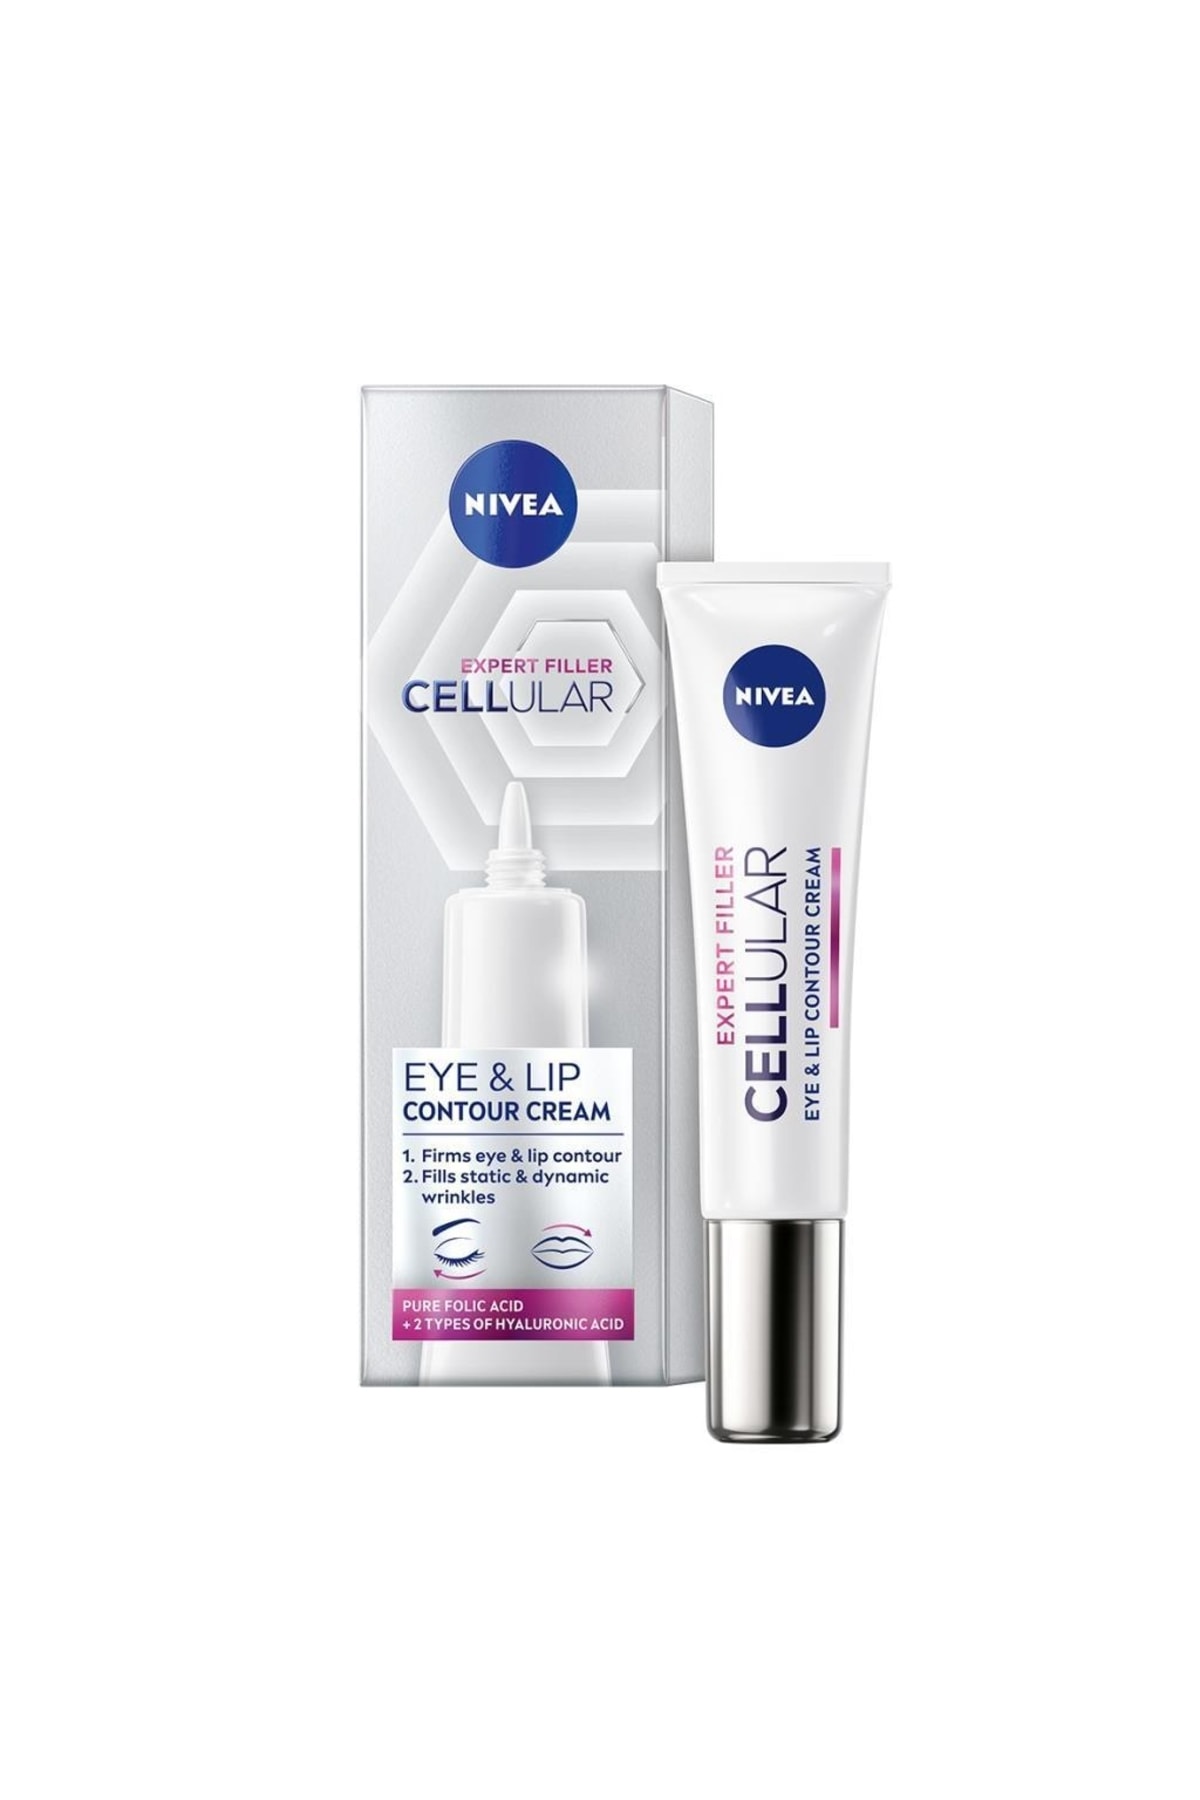 NIVEA
EXPERT FILLER
CELLULAR
EYE & LIP
CONTOUR CREAM
1. Firms eye & lip contour
2. Fills static & dynamic
wrinkles
PURE FOLIC ACID
+ 2 TYPES OF HYALURONIC ACID
NIVEA
EXPERT FILLER
CELLULAR
EYE & LIP CONTOUR CREAM